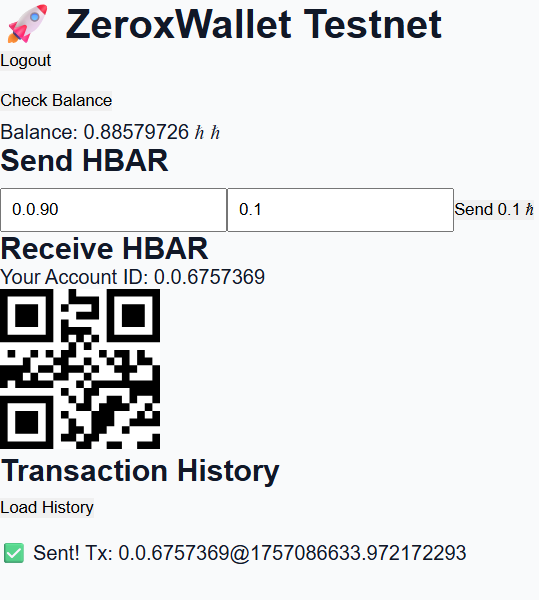 🚀 ZeroxWallet Testnet
Logout
Check Balance
Balance: 0.88579726 ℏ ℏ
Send HBAR
0.0.90 0.1 Send 0.1 ℏ
Receive HBAR
Your Account ID: 0.0.6757369
Transaction History
Load History
✅ Sent! Tx: 0.0.6757369@1757086633.972172293